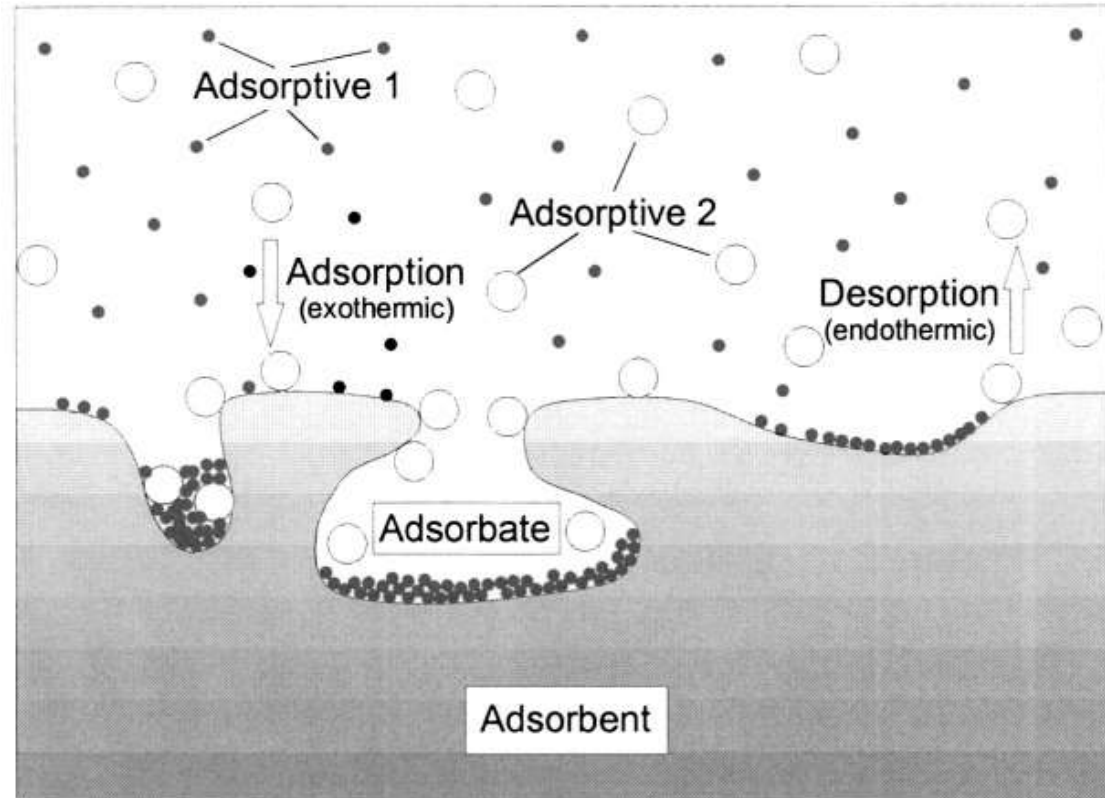 Adsorptive 1
Adsorptive 2
Adsorption
(exothermic)
Desorption
(endothermic)
Adsorbate
Adsorbent